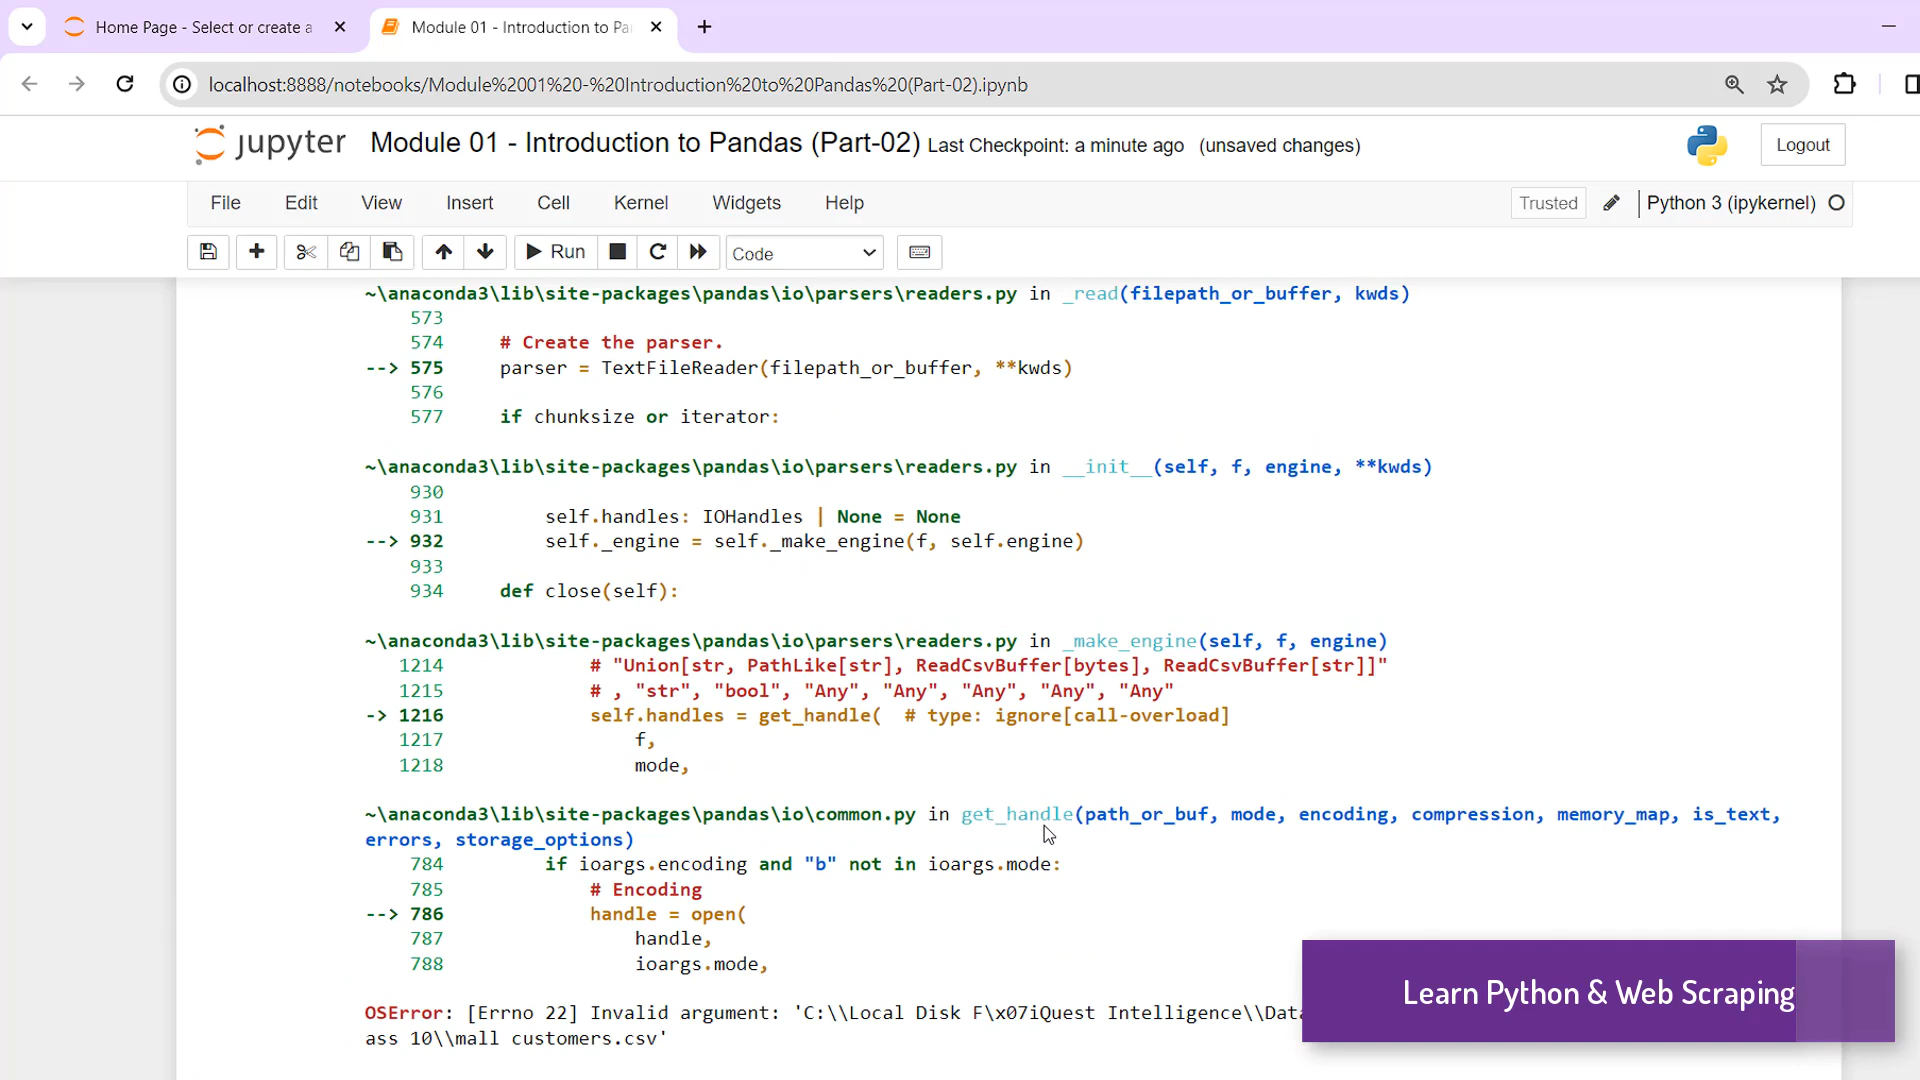 Home Page - Select or create a
Module 01 - Introduction to Pa
localhost:8888/notebooks/Module%2001%20-%20Introduction%20to%20Pandas%20(Part-02).ipynb
jupyter Module 01 - Introduction to Pandas (Part-02) Last Checkpoint: a minute ago (unsaved changes) Logout
File Edit View Insert Cell Kernel Widgets Help Trusted Python 3 (ipykernel)
Run Code
~\anaconda3\lib\site-packages\pandas\io\parsers\readers.py in _read(filepath_or_buffer, kwds)
573
574 # Create the parser.
--> 575 parser = TextFileReader(filepath_or_buffer, **kwds)
576
577 if chunksize or iterator:
~\anaconda3\lib\site-packages\pandas\io\parsers\readers.py in __init__(self, f, engine, **kwds)
930
931 self.handles: IOHandles | None = None
--> 932 self._engine = self._make_engine(f, self.engine)
933
934 def close(self):
~\anaconda3\lib\site-packages\pandas\io\parsers\readers.py in _make_engine(self, f, engine)
1214 # "Union[str, PathLike[str], ReadCsvBuffer[bytes], ReadCsvBuffer[str]]"
1215 # , "str", "bool", "Any", "Any", "Any", "Any", "Any"
-> 1216 self.handles = get_handle( # type: ignore[call-overload]
1217 f,
1218 mode,
~\anaconda3\lib\site-packages\pandas\io\common.py in get_handle(path_or_buf, mode, encoding, compression, memory_map, is_text,
errors, storage_options)
784 if ioargs.encoding and "b" not in ioargs.mode:
785 # Encoding
--> 786 handle = open(
787 handle,
788 ioargs.mode,
OSError: [Errno 22] Invalid argument: 'C:\\Local Disk F\x07iQuest Intelligence\\Data
ass 10\\mall customers.csv'
Learn Python & Web Scraping